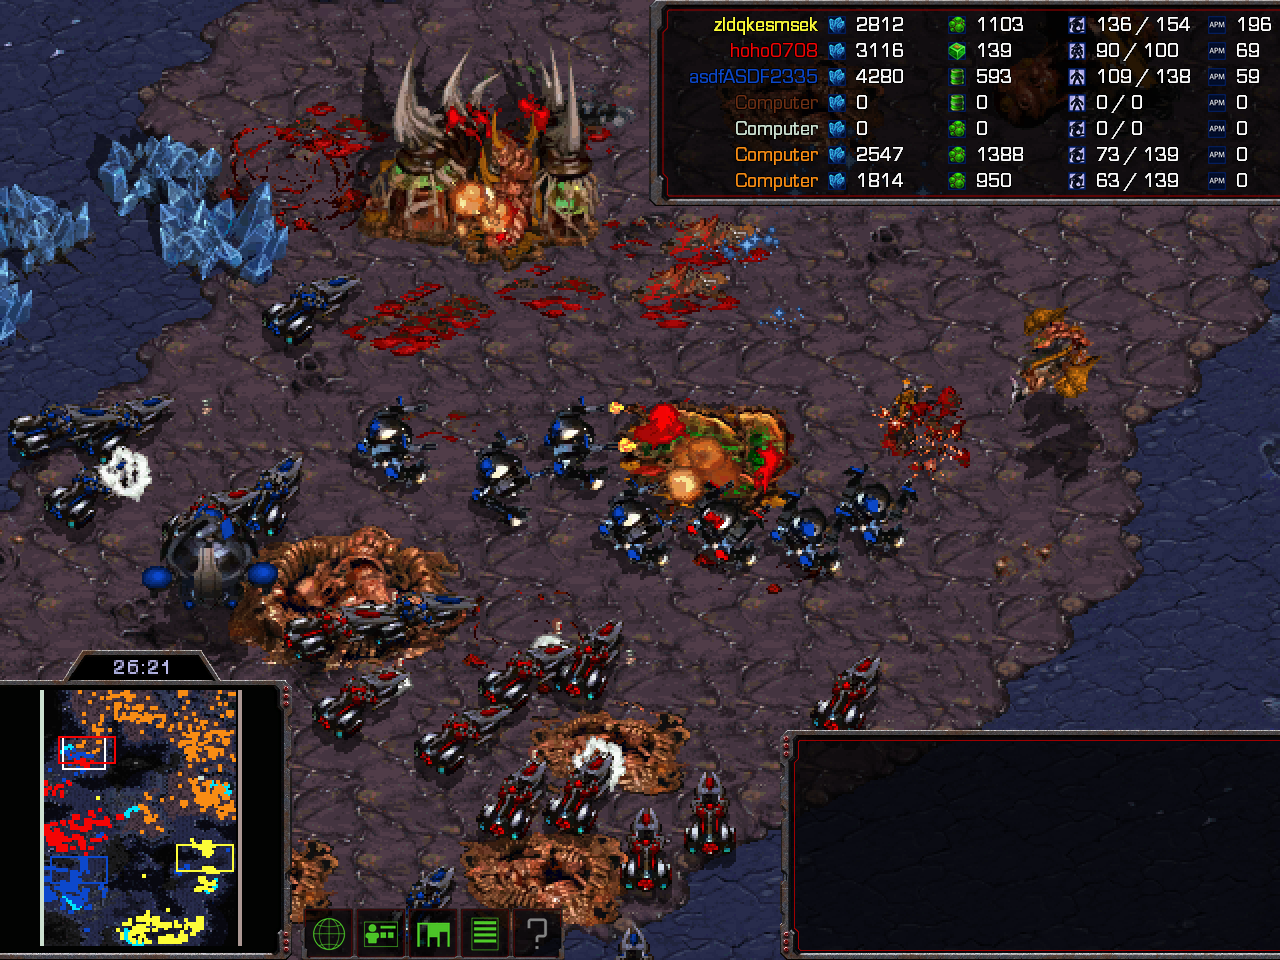 zldqkesmsek 2812 1103 136 / 154 APM 196
hoho0708 3116 139 90 / 100 APM 69
asdfASDF2335 4280 593 109 / 138 APM 59
Computer 0 0 0 / 0 APM 0
Computer 0 0 0 / 0 APM 0
Computer 2547 1388 73 / 139 APM 0
Computer 1814 950 63 / 139 APM 0
26:21
?